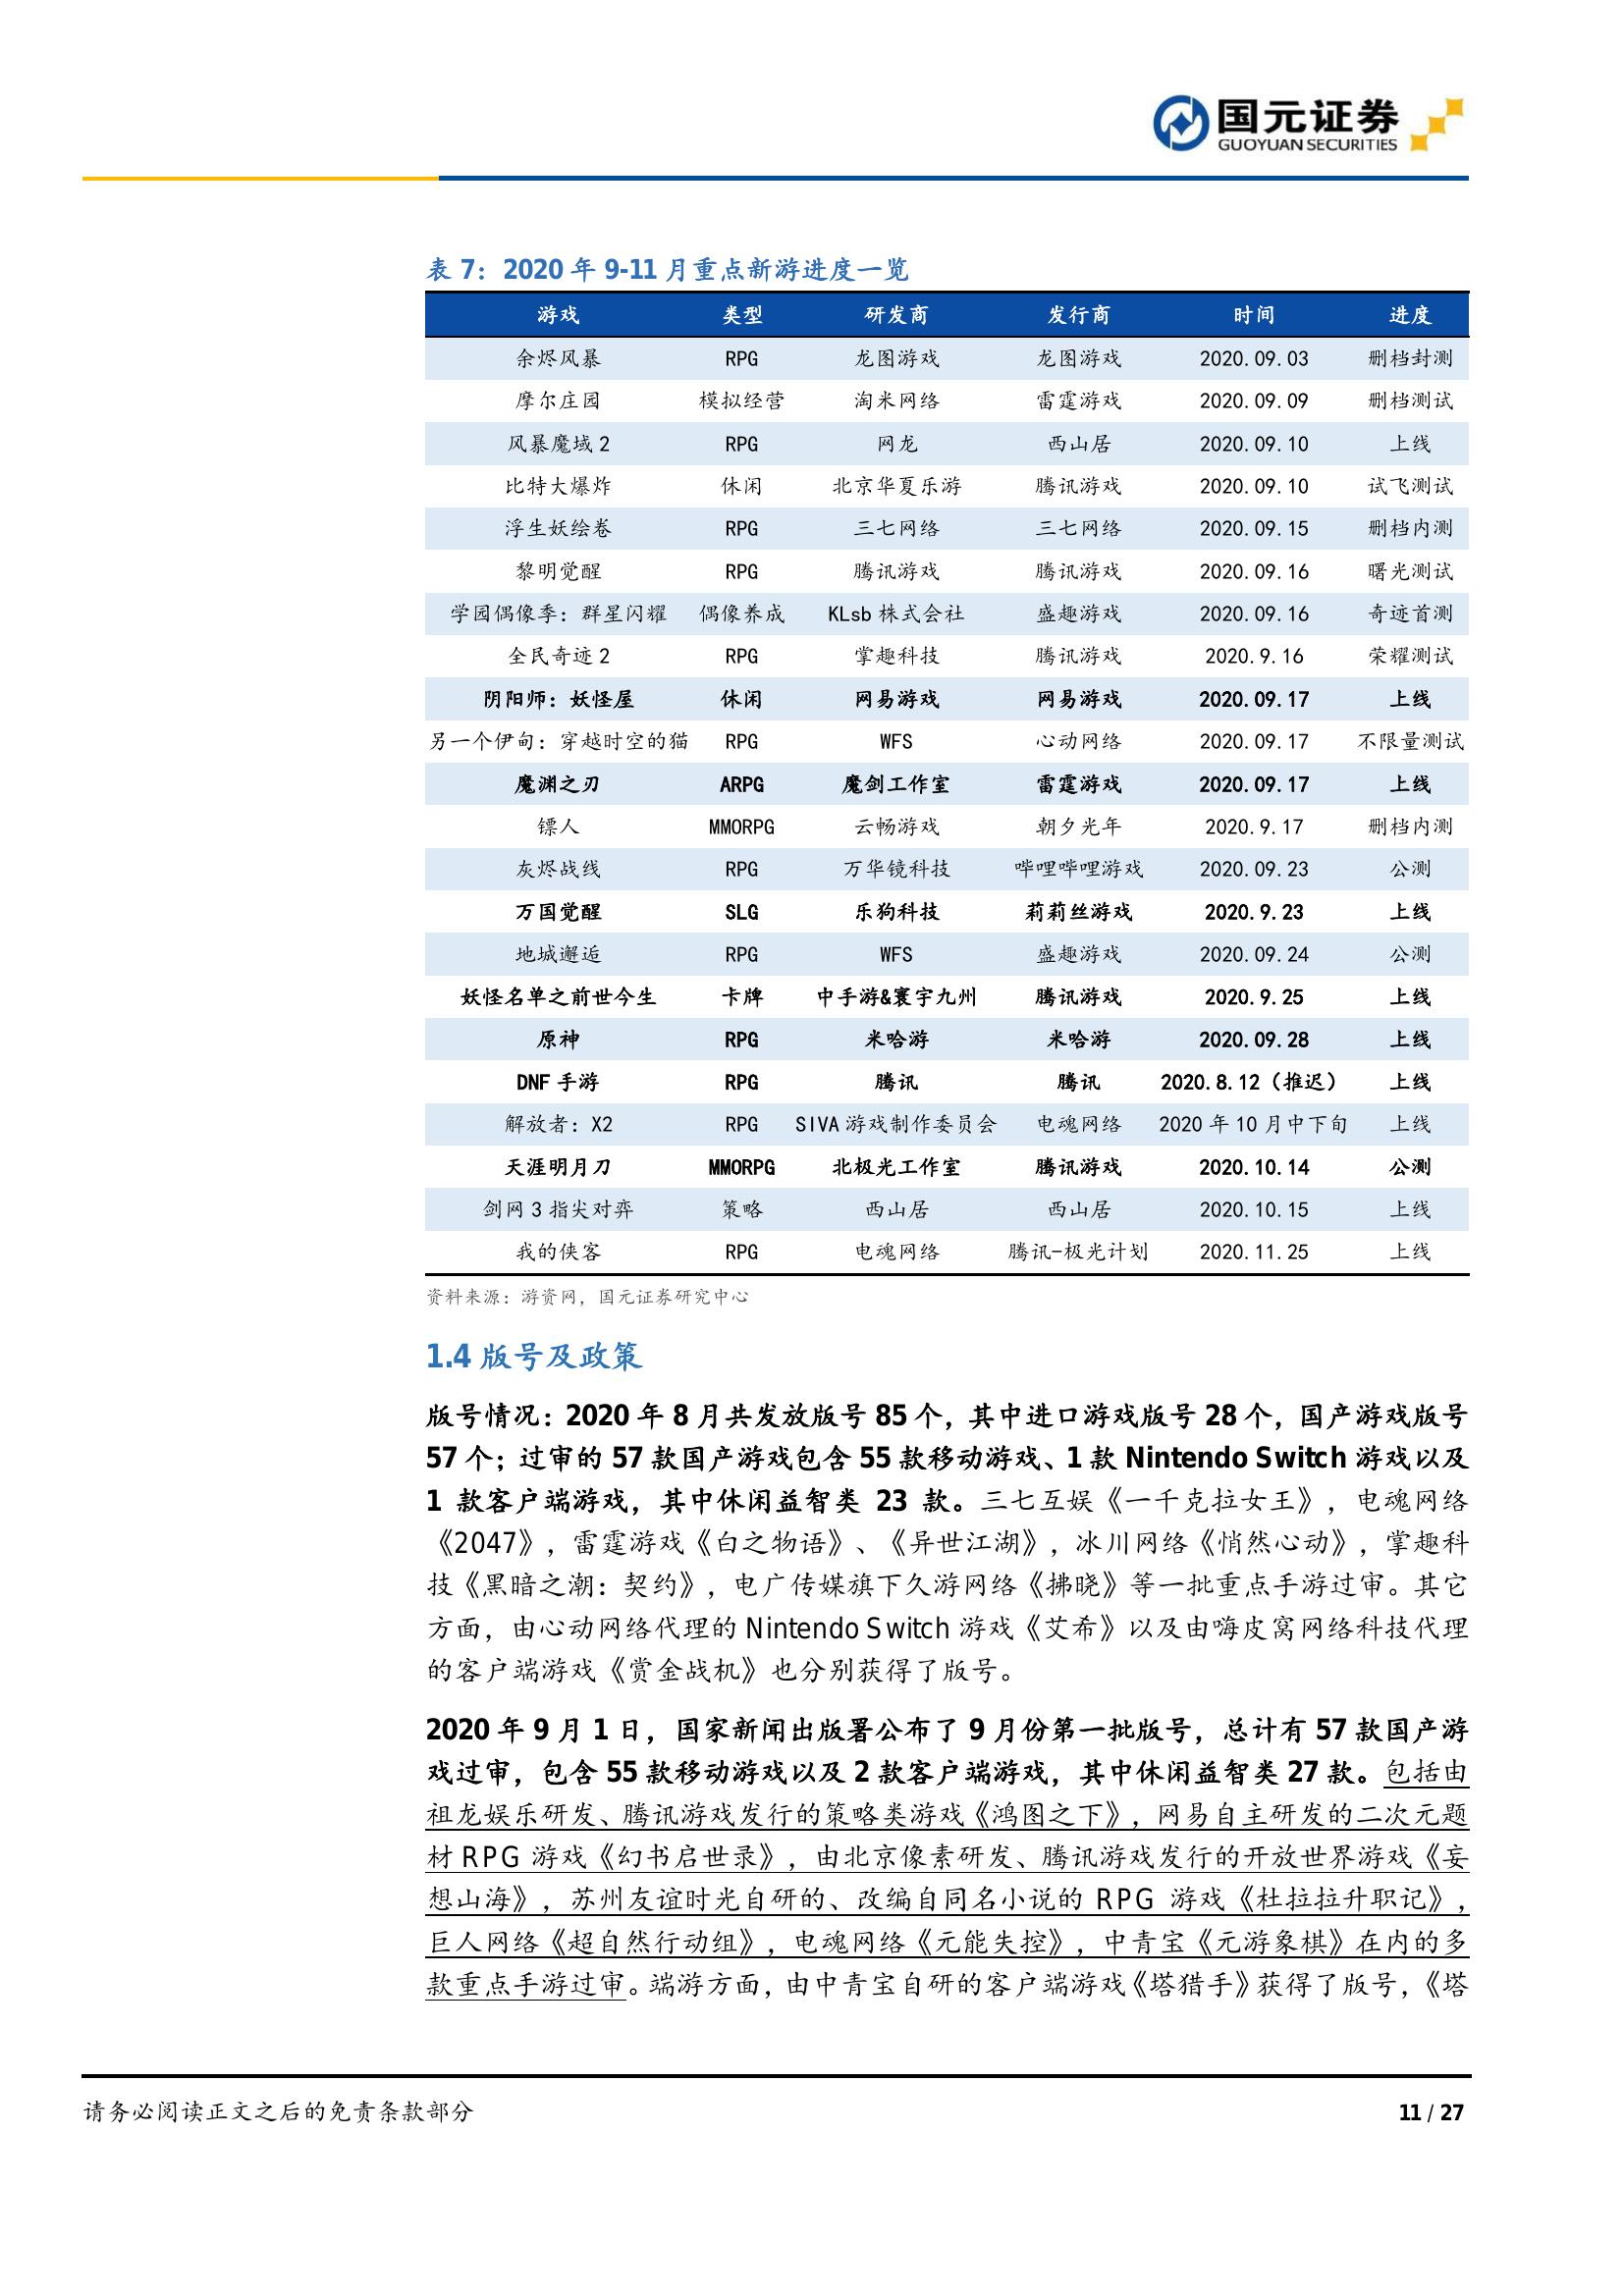 国元证券
GUOYUAN SECURITIES
表 7：2020 年 9-11 月重点新游进度一览
游戏 类型 研发商 发行商 时间 进度
余烬风暴 RPG 龙图游戏 龙图游戏 2020.09.03 删档封测
摩尔庄园 模拟经营 淘米网络 雷霆游戏 2020.09.09 删档测试
风暴魔域 2 RPG 网龙 西山居 2020.09.10 上线
比特大爆炸 休闲 北京华夏乐游 腾讯游戏 2020.09.10 试飞测试
浮生妖绘卷 RPG 三七网络 三七网络 2020.09.15 删档内测
黎明觉醒 RPG 腾讯游戏 腾讯游戏 2020.09.16 曙光测试
学园偶像季：群星闪耀 偶像养成 KLsb 株式会社 盛趣游戏 2020.09.16 奇迹首测
全民奇迹 2 RPG 掌趣科技 腾讯游戏 2020.9.16 荣耀测试
阴阳师：妖怪屋 休闲 网易游戏 网易游戏 2020.09.17 上线
另一个伊甸：穿越时空的猫 RPG WFS 心动网络 2020.09.17 不限量测试
魔渊之刃 ARPG 魔剑工作室 雷霆游戏 2020.09.17 上线
镖人 MMORPG 云畅游戏 朝夕光年 2020.9.17 删档内测
灰烬战线 RPG 万华镜科技 哔哩哔哩游戏 2020.09.23 公测
万国觉醒 SLG 乐狗科技 莉莉丝游戏 2020.9.23 上线
地城邂逅 RPG WFS 盛趣游戏 2020.09.24 公测
妖怪名单之前世今生 卡牌 中手游&寰宇九州 腾讯游戏 2020.9.25 上线
原神 RPG 米哈游 米哈游 2020.09.28 上线
DNF 手游 RPG 腾讯 腾讯 2020.8.12（推迟） 上线
解放者：X2 RPG SIVA 游戏制作委员会 电魂网络 2020 年 10 月中下旬 上线
天涯明月刀 MMORPG 北极光工作室 腾讯游戏 2020.10.14 公测
剑网 3 指尖对弈 策略 西山居 西山居 2020.10.15 上线
我的侠客 RPG 电魂网络 腾讯-极光计划 2020.11.25 上线
资料来源：游资网，国元证券研究中心
1.4 版号及政策
版号情况：2020 年 8 月共发放版号 85 个，其中进口游戏版号 28 个，国产游戏版号
57 个；过审的 57 款国产游戏包含 55 款移动游戏、1 款 Nintendo Switch 游戏以及
1 款客户端游戏，其中休闲益智类 23 款。三七互娱《一千克拉女王》，电魂网络
《2047》，雷霆游戏《白之物语》、《异世江湖》，冰川网络《悄然心动》，掌趣科
技《黑暗之潮：契约》，电广传媒旗下久游网络《拂晓》等一批重点手游过审。其它
方面，由心动网络代理的 Nintendo Switch 游戏《艾希》以及由嗨皮窝网络科技代理
的客户端游戏《赏金战机》也分别获得了版号。
2020 年 9 月 1 日，国家新闻出版署公布了 9 月份第一批版号，总计有 57 款国产游
戏过审，包含 55 款移动游戏以及 2 款客户端游戏，其中休闲益智类 27 款。包括由
祖龙娱乐研发、腾讯游戏发行的策略类游戏《鸿图之下》，网易自主研发的二次元题
材 RPG 游戏《幻书启世录》，由北京像素研发、腾讯游戏发行的开放世界游戏《妄
想山海》，苏州友谊时光自研的、改编自同名小说的 RPG 游戏《杜拉拉升职记》，
巨人网络《超自然行动组》，电魂网络《元能失控》，中青宝《元游象棋》在内的多
款重点手游过审。端游方面，由中青宝自研的客户端游戏《塔猎手》获得了版号，《塔
请务必阅读正文之后的免责条款部分
11 / 27